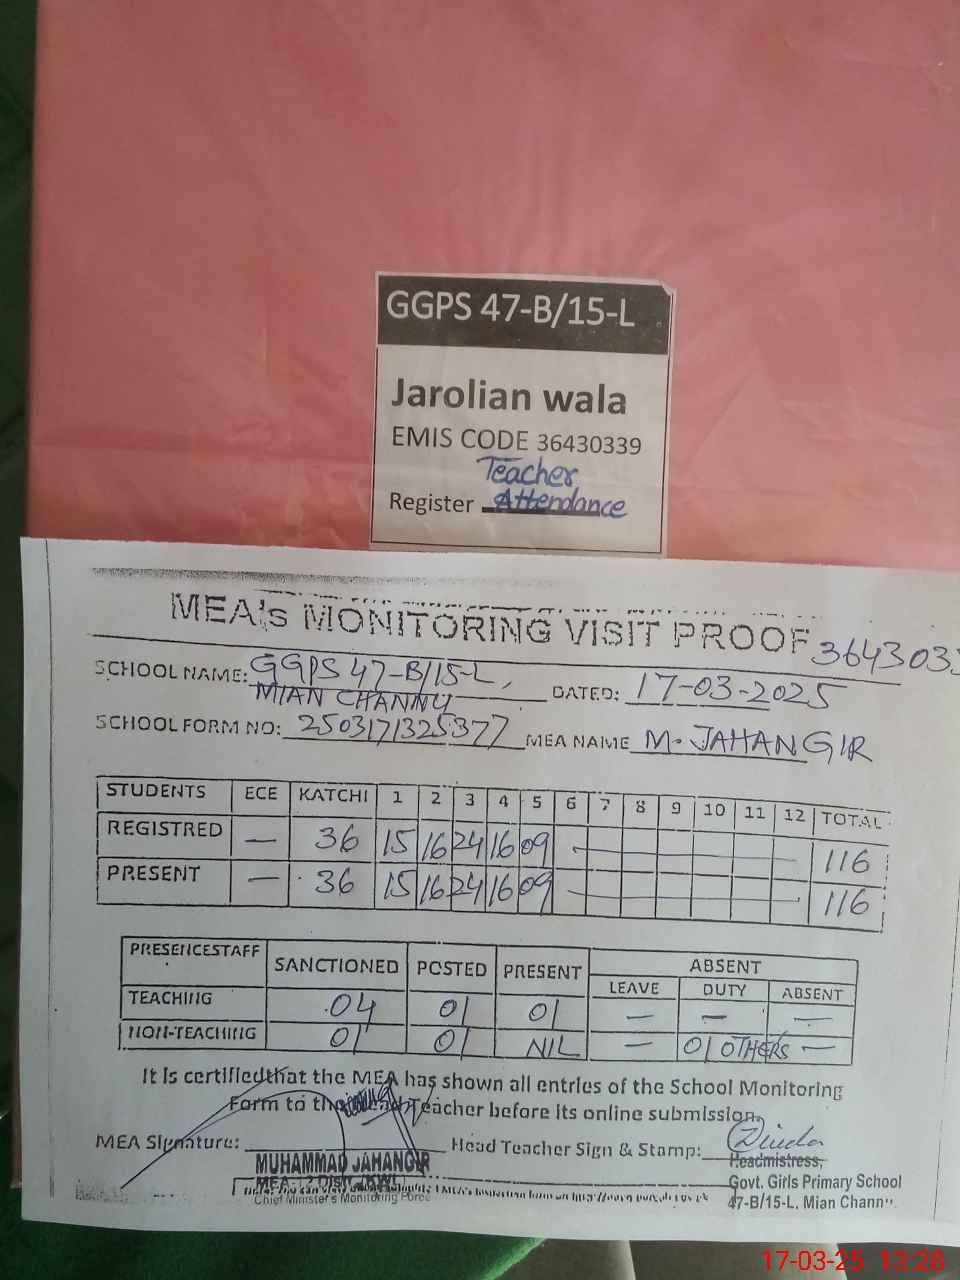 GGPS 47-B/15-L
Jarolian wala
EMIS CODE 36430339
Teacher
Register Attendance
MEA's MONITORING VISIT PROOF 3643033
SCHOOL NAME: GGPS 47-B/15-L, DATED: 17-03-2025
MIAN CHANNU
SCHOOL FORM NO: 2503171325377 MEA NAME M. JAHANGIR
STUDENTS ECE KATCHI 1 2 3 4 5 6 7 8 9 10 11 12 TOTAL
REGISTRED — 36 15 16 24 16 09 116
PRESENT — 36 15 16 24 16 09 116
PRESENCESTAFF SANCTIONED POSTED PRESENT ABSENT
LEAVE DUTY ABSENT
TEACHING 04 01 01 — — —
NON-TEACHING 01 01 NIL — 01 OTHERS —
It is certified that the MEA has shown all entries of the School Monitoring
Form to the Head Teacher before its online submission.
MEA Signature: Head Teacher Sign & Stamp:
MUHAMMAD JAHANGIR Headmistress,
MEA-12 Distt. KWL Govt. Girls Primary School
Chief Minister's Monitoring Force 47-B/15-L, Mian Channu
17-03-25 13:28